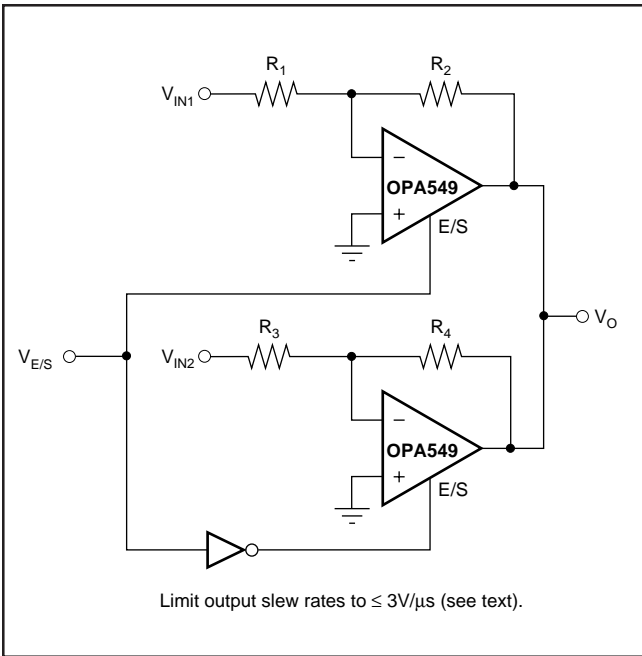 R1
R2
VIN1
−
OPA549
+
E/S
R3
R4
VE/S
VIN2
VO
−
OPA549
+
E/S
Limit output slew rates to ≤ 3V/µs (see text).